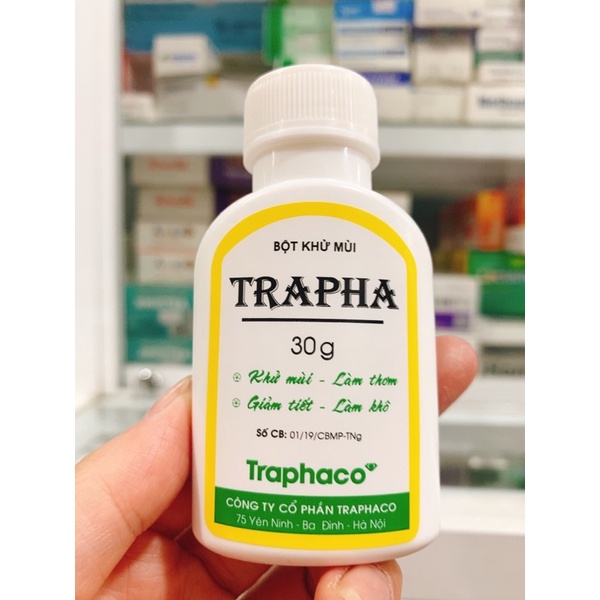 BỘT KHỬ MÙI
TRAPHA
30g
Khử mùi - Làm thơm
Giảm tiết - Làm khô
Số CB: 01/19/CBMP-TNg
Traphaco
CÔNG TY CỔ PHẦN TRAPHACO
75 Yên Ninh - Ba Đình - Hà Nội